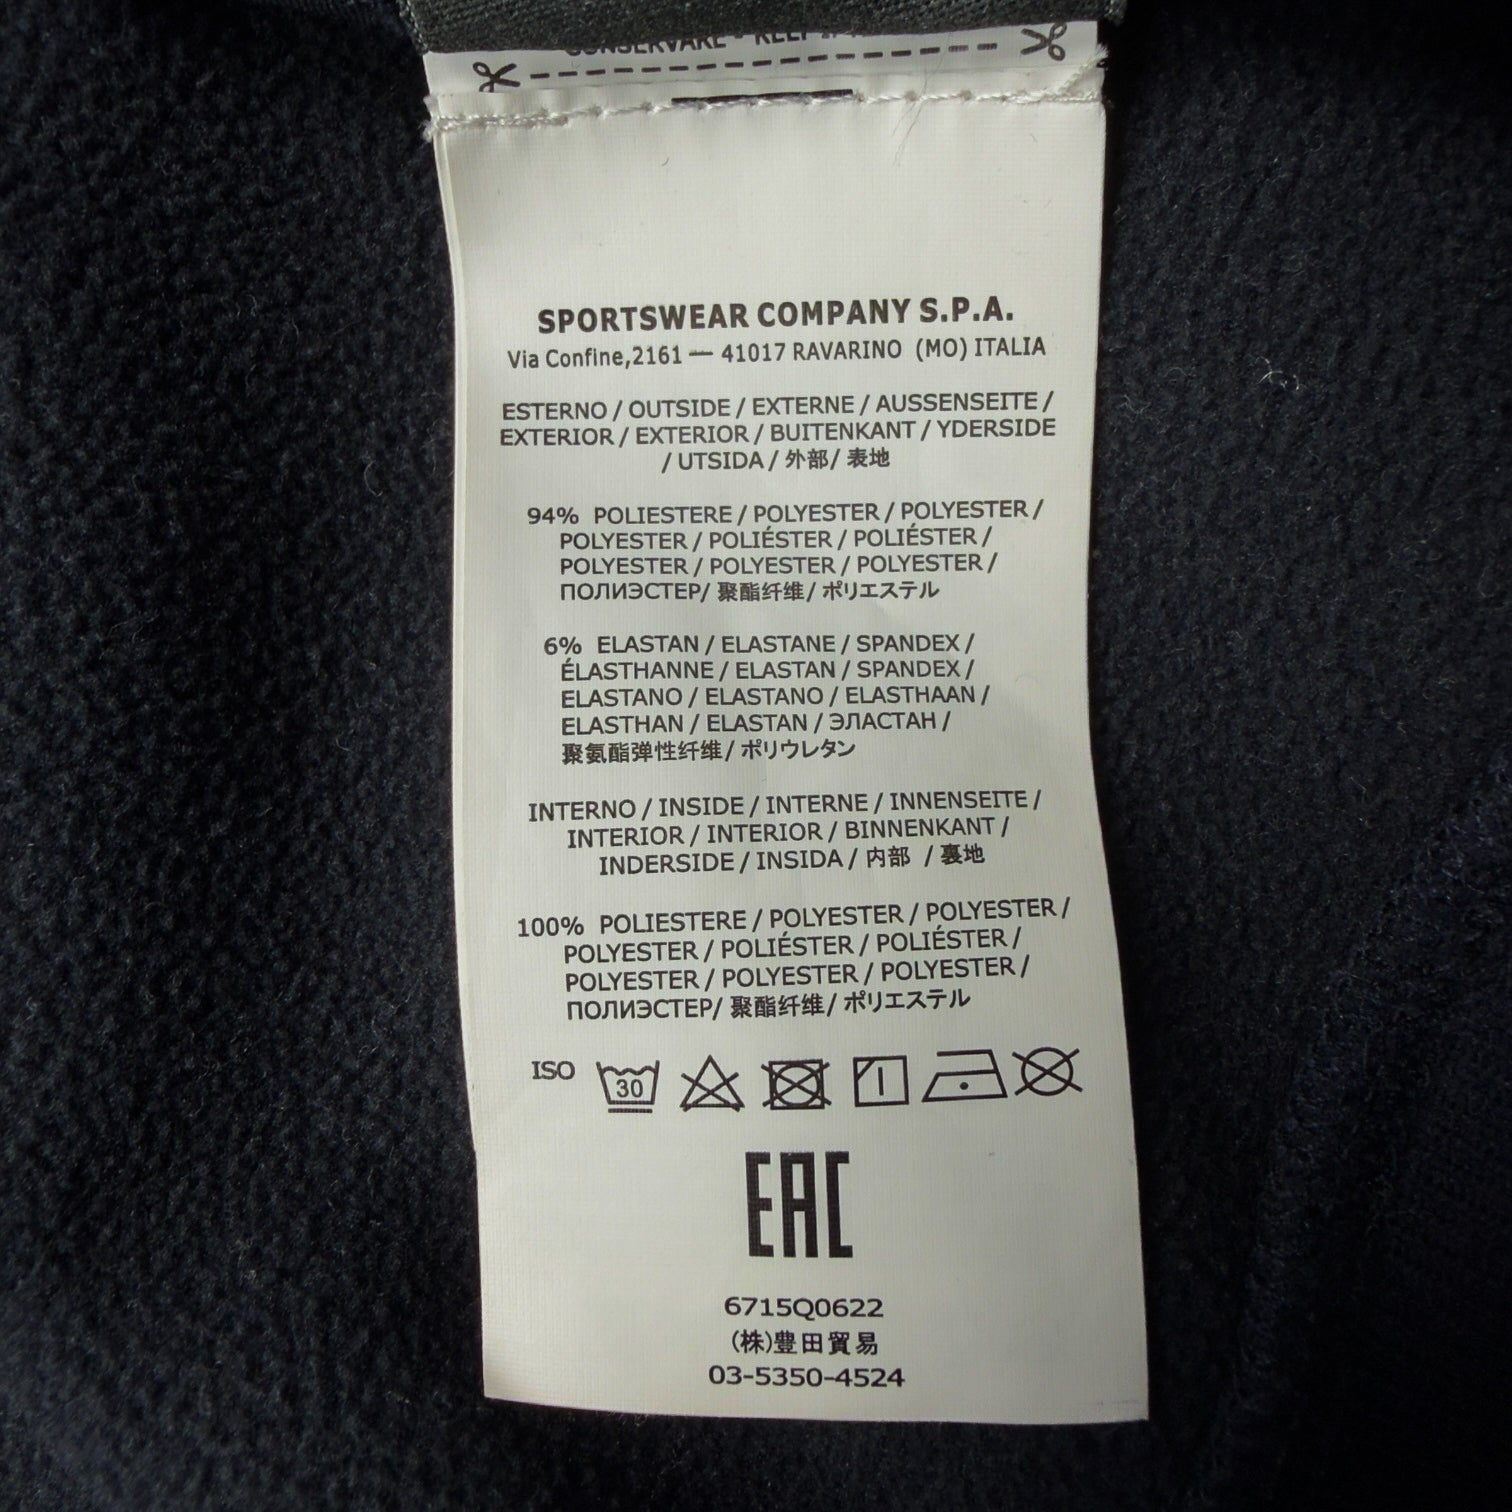 SPORTSWEAR COMPANY S.P.A.
Via Confine,2161 — 41017 RAVARINO (MO) ITALIA
ESTERNO / OUTSIDE / EXTERNE / AUSSENSEITE /
EXTERIOR / EXTERIOR / BUITENKANT / YDERSIDE
/ UTSIDA / 外部/ 表地
94% POLIESTERE / POLYESTER / POLYESTER /
POLYESTER / POLIÉSTER / POLIÉSTER /
POLYESTER / POLYESTER / POLYESTER /
ПОЛИЭСТЕР/ 聚酯纤维/ ポリエステル
6% ELASTAN / ELASTANE / SPANDEX /
ÉLASTHANNE / ELASTAN / SPANDEX /
ELASTANO / ELASTANO / ELASTHAAN /
ELASTHAN / ELASTAN / ЭЛАСТАН /
聚氨酯弹性纤维/ ポリウレタン
INTERNO / INSIDE / INTERNE / INNENSEITE /
INTERIOR / INTERIOR / BINNENKANT /
INDERSIDE / INSIDA / 内部 / 裏地
100% POLIESTERE / POLYESTER / POLYESTER /
POLYESTER / POLIÉSTER / POLIÉSTER /
POLYESTER / POLYESTER / POLYESTER /
ПОЛИЭСТЕР/ 聚酯纤维/ ポリエステル
ISO 30
EAC
6715Q0622
(株)豊田貿易
03-5350-4524